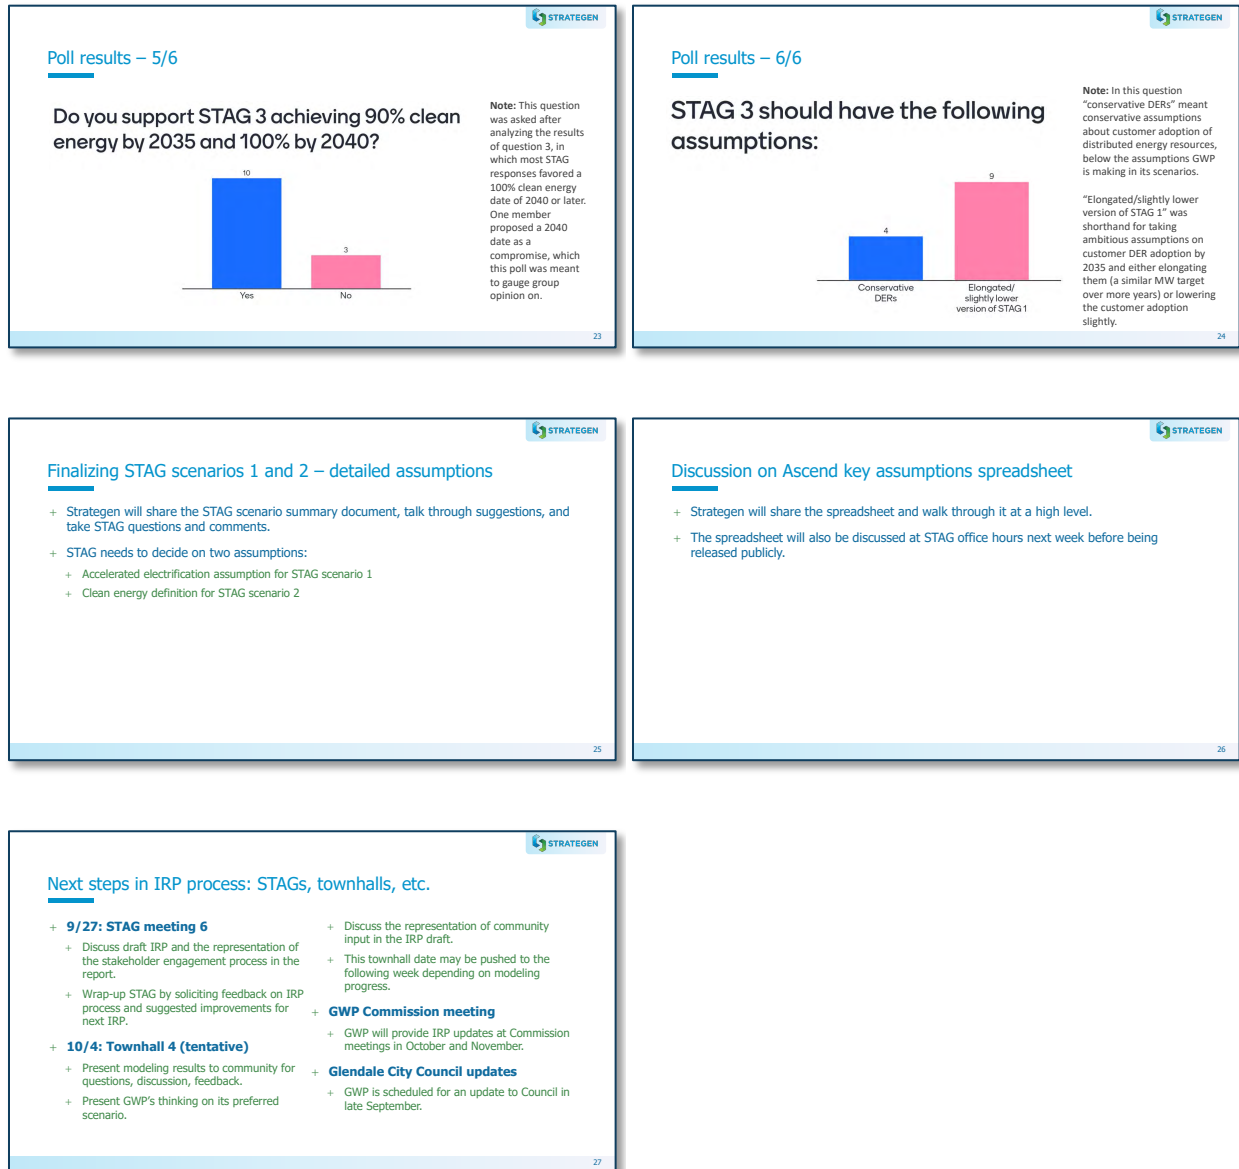 STRATEGEN
Poll results – 5/6
Do you support STAG 3 achieving 90% clean
energy by 2035 and 100% by 2040?
10
3
Yes
No
Note: This question
was asked after
analyzing the results
of question 3, in
which most STAG
responses favored a
100% clean energy
date of 2040 or later.
One member
proposed a 2040
date as a
compromise, which
this poll was meant
to gauge group
opinion on.
23
STRATEGEN
Poll results – 6/6
STAG 3 should have the following
assumptions:
4
9
Conservative
DERs
Elongated/
slightly lower
version of STAG 1
Note: In this question
“conservative DERs” meant
conservative assumptions
about customer adoption of
distributed energy resources,
below the assumptions GWP
is making in its scenarios.
“Elongated/slightly lower
version of STAG 1” was
shorthand for taking
ambitious assumptions on
customer DER adoption by
2035 and either elongating
them (a similar MW target
over more years) or lowering
the customer adoption
slightly.
24
STRATEGEN
Finalizing STAG scenarios 1 and 2 – detailed assumptions
+ Strategen will share the STAG scenario summary document, talk through suggestions, and
take STAG questions and comments.
+ STAG needs to decide on two assumptions:
+ Accelerated electrification assumption for STAG scenario 1
+ Clean energy definition for STAG scenario 2
25
STRATEGEN
Discussion on Ascend key assumptions spreadsheet
+ Strategen will share the spreadsheet and walk through it at a high level.
+ The spreadsheet will also be discussed at STAG office hours next week before being
released publicly.
26
STRATEGEN
Next steps in IRP process: STAGs, townhalls, etc.
+ 9/27: STAG meeting 6
+ Discuss draft IRP and the representation of
the stakeholder engagement process in the
report.
+ Wrap-up STAG by soliciting feedback on IRP
process and suggested improvements for
next IRP.
+ 10/4: Townhall 4 (tentative)
+ Present modeling results to community for
questions, discussion, feedback.
+ Present GWP’s thinking on its preferred
scenario.
+ Discuss the representation of community
input in the IRP draft.
+ This townhall date may be pushed to the
following week depending on modeling
progress.
+ GWP Commission meeting
+ GWP will provide IRP updates at Commission
meetings in October and November.
+ Glendale City Council updates
+ GWP is scheduled for an update to Council in
late September.
27